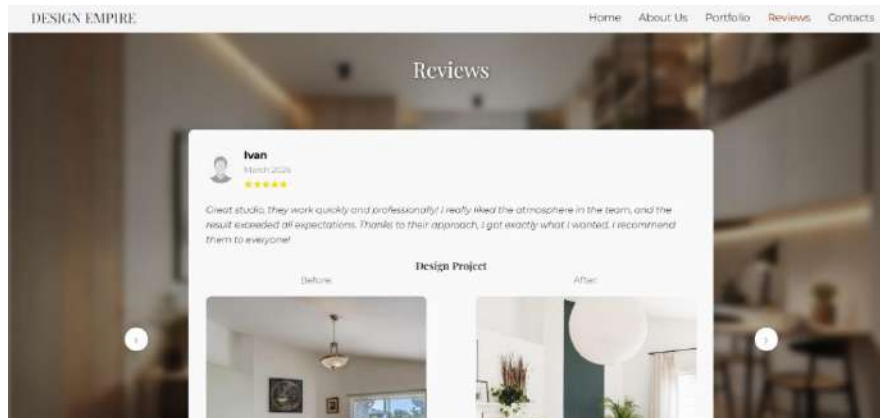 DESIGN EMPIRE
Home About Us Portfolio Reviews Contacts
Reviews
Ivan
March 2025
Great studio, they work quickly and professionally! I really liked the atmosphere in the team, and the
result exceeded all expectations. Thanks to their approach, I got exactly what I wanted. I recommend
them to everyone!
Design Project
Before: After: